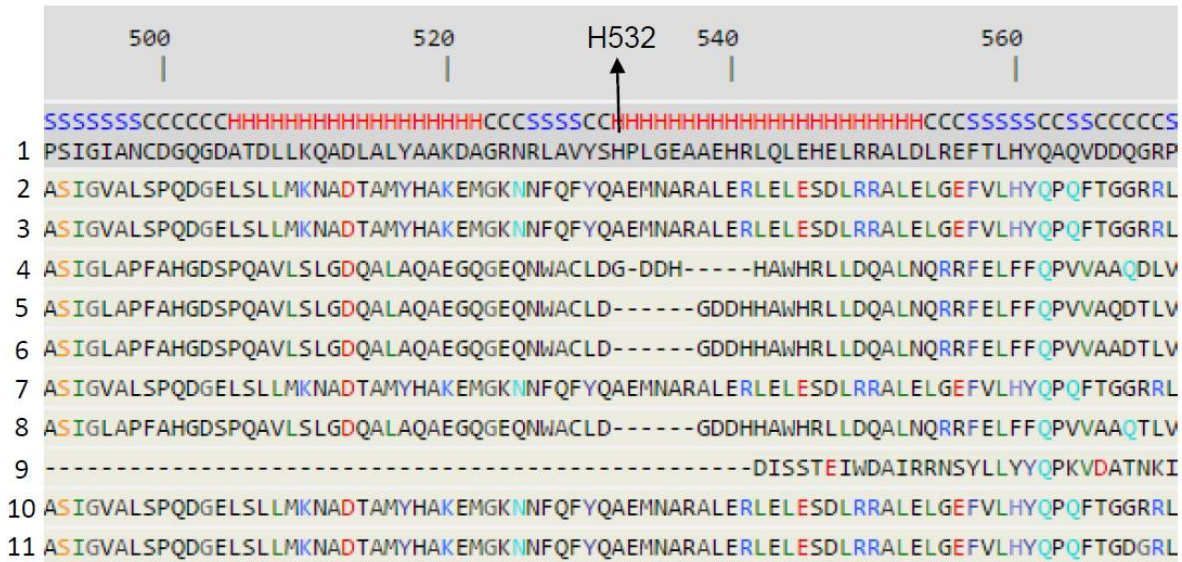 500 520 H532 540 560
| | | |
SSSSSSSCCCCCCHHHHHHHHHHHHHHHHHHCCCSSSSCCHHHHHHHHHHHHHHHHHHHHHHCCCSSSSSCCSSCCCCCS
1 PSIGIANCDGQGDATDLLKQADLALYAAKDAGRNRLAVYSHPLGEAAEHRLQLEHELRRALDLREFTLHYQAQVDDQGRP
2 ASIGVALSPQDGELSLLMKNADTAMYHAKEMGKNNFQFYQAEMNARALERLELESDLRRALELGEFVLHYQPQFTGGRRL
3 ASIGVALSPQDGELSLLMKNADTAMYHAKEMGKNNFQFYQAEMNARALERLELESDLRRALELGEFVLHYQPQFTGGRRL
4 ASIGLAPFAHGDSPQAVLSLGDQALAQAEGQGEQNWACLDG-DDH-----HAWHRLLDQALNQRRFELFFQPVVAAQDLV
5 ASIGLAPFAHGDSPQAVLSLGDQALAQAEGQGEQNWACLD------GDDHHAWHRLLDQALNQRRFELFFQPVVAQDTLV
6 ASIGLAPFAHGDSPQAVLSLGDQALAQAEGQGEQNWACLD------GDDHHAWHRLLDQALNQRRFELFFQPVVAADTLV
7 ASIGVALSPQDGELSLLMKNADTAMYHAKEMGKNNFQFYQAEMNARALERLELESDLRRALELGEFVLHYQPQFTGGRRL
8 ASIGLAPFAHGDSPQAVLSLGDQALAQAEGQGEQNWACLD------GDDHHAWHRLLDQALNQRRFELFFQPVVAAQTLV
9 --------------------------------------------------DISSTEIWDAIRRNSYLLYYQPKVDATNKI
10 ASIGVALSPQDGELSLLMKNADTAMYHAKEMGKNNFQFYQAEMNARALERLELESDLRRALELGEFVLHYQPQFTGGRRL
11 ASIGVALSPQDGELSLLMKNADTAMYHAKEMGKNNFQFYQAEMNARALERLELESDLRRALELGEFVLHYQPQFTGDGRL